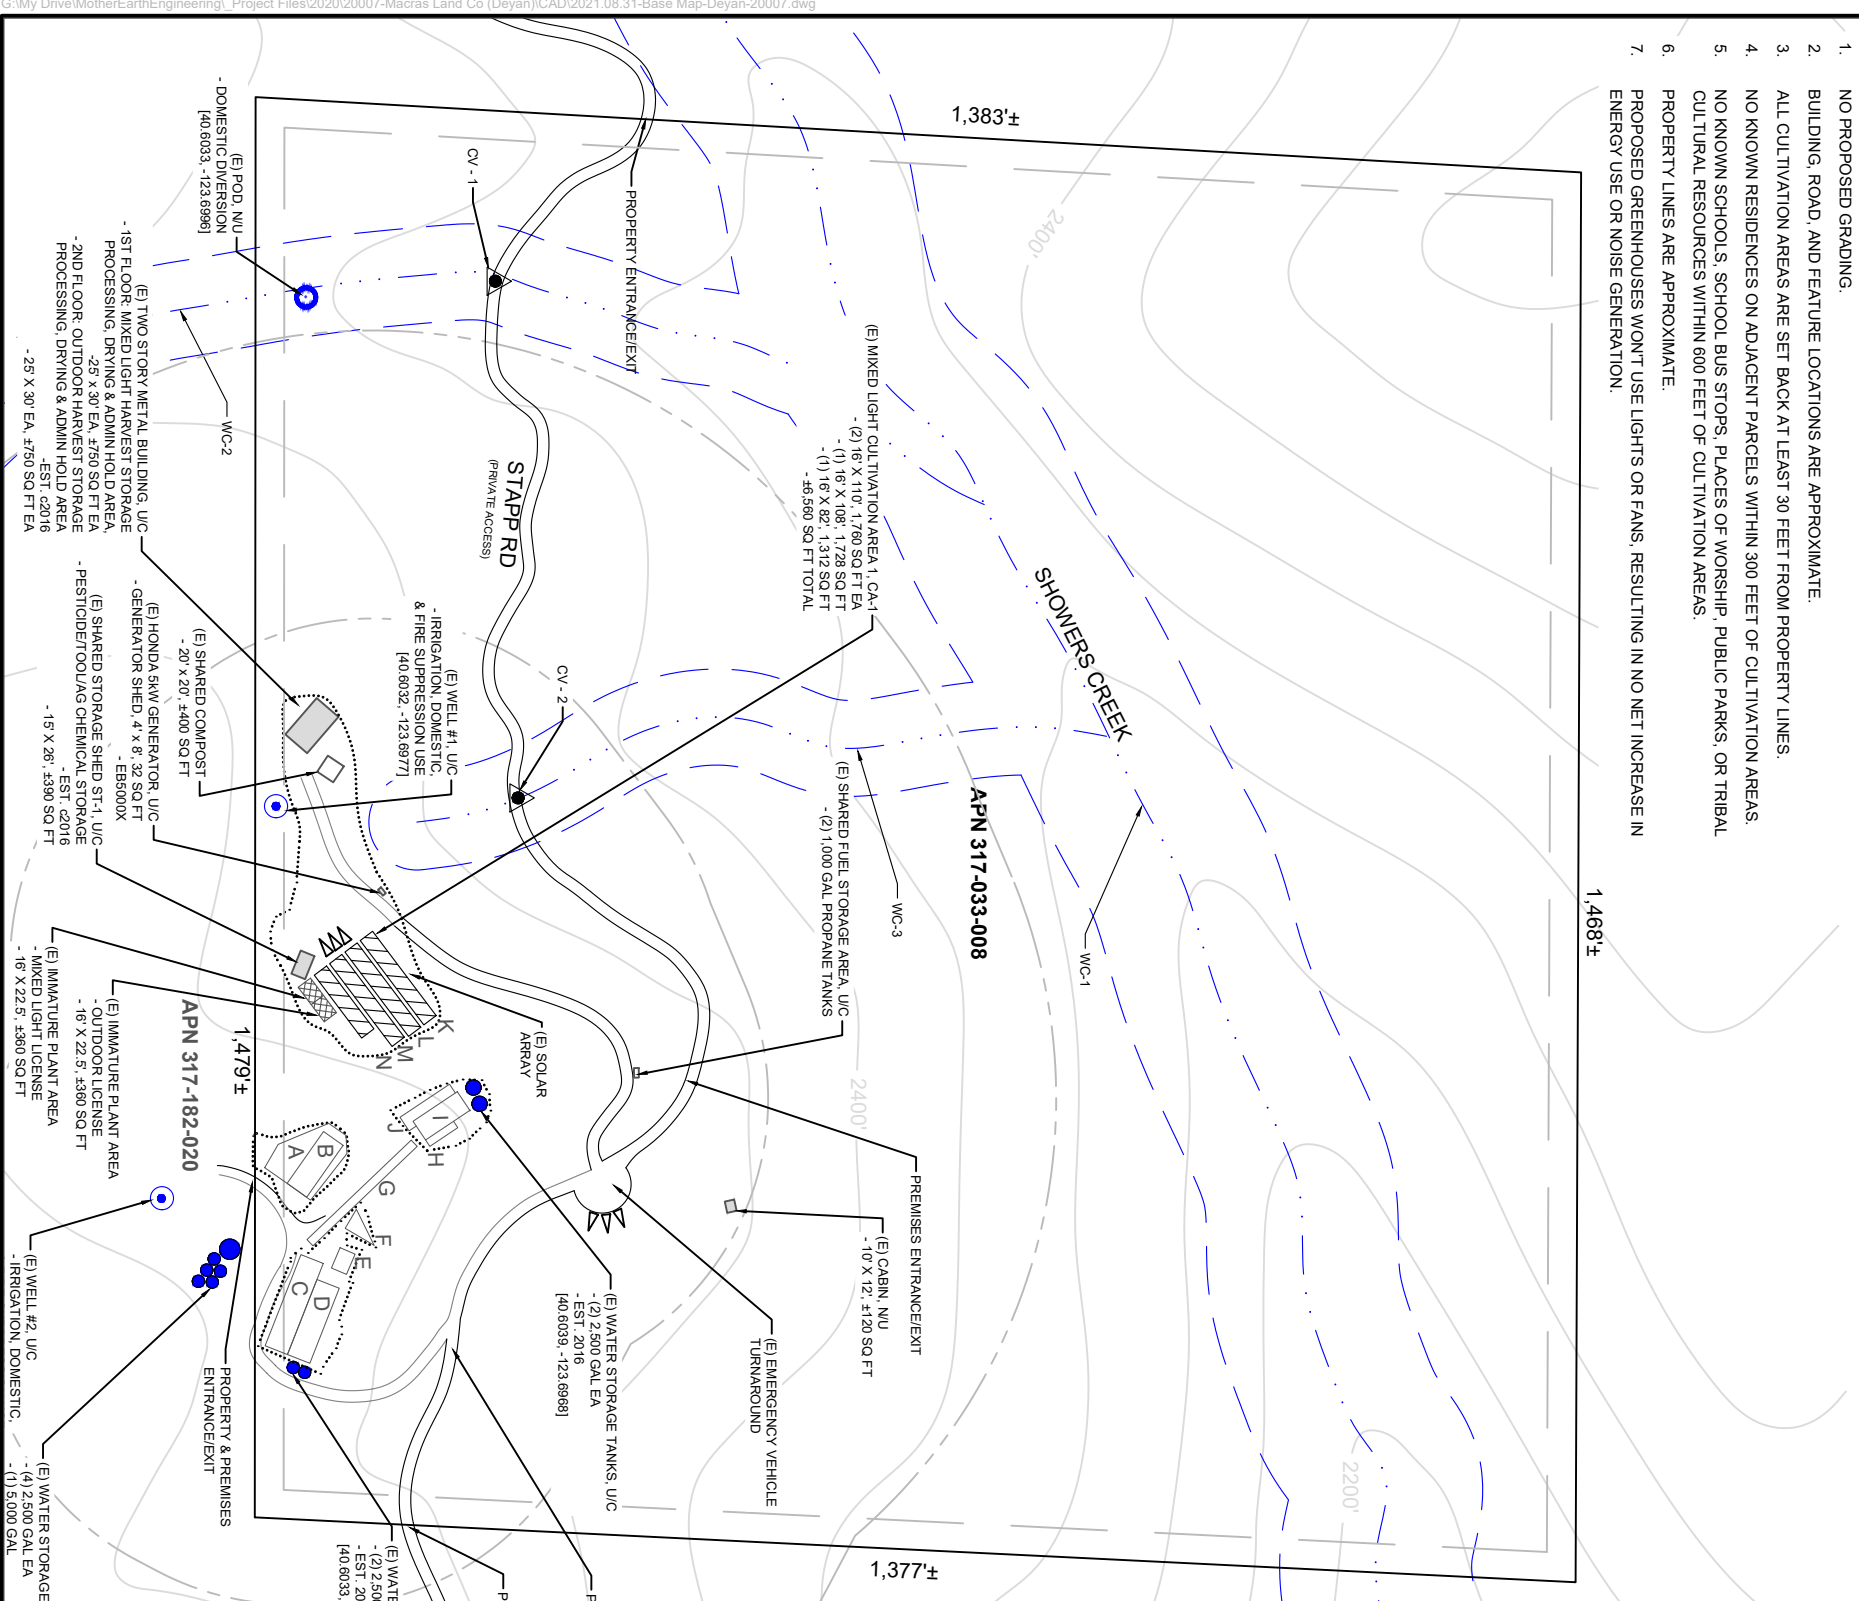 G:\My Drive\MotherEarthEngineering\_Project Files\2020\20007-Macras Land Co (Deyan)\CAD\2021.08.31-Base Map-Deyan-20007.dwg
1. NO PROPOSED GRADING.
2. BUILDING, ROAD, AND FEATURE LOCATIONS ARE APPROXIMATE.
3. ALL CULTIVATION AREAS ARE SET BACK AT LEAST 30 FEET FROM PROPERTY LINES.
4. NO KNOWN RESIDENCES ON ADJACENT PARCELS WITHIN 300 FEET OF CULTIVATION AREAS.
5. NO KNOWN SCHOOLS, SCHOOL BUS STOPS, PLACES OF WORSHIP, PUBLIC PARKS, OR TRIBAL
CULTURAL RESOURCES WITHIN 600 FEET OF CULTIVATION AREAS.
6. PROPERTY LINES ARE APPROXIMATE.
7. PROPOSED GREENHOUSES WON'T USE LIGHTS OR FANS, RESULTING IN NO NET INCREASE IN
ENERGY USE OR NOISE GENERATION.
1,468'±
1,383'±
1,377'±
1,479'±
2400'
2400'
2200'
SHOWERS CREEK
WC-1
APN 317-033-008
WC-3
PROPERTY ENTRANCE/EXIT
CV - 1
(E) POD, N/U
- DOMESTIC DIVERSION
[40.6033, -123.6996]
WC-2
STAPP RD
(PRIVATE ACCESS)
(E) MIXED LIGHT CULTIVATION AREA 1, CA-1
- (2) 16' X 110', 1,760 SQ FT EA
- (1) 16' X 108', 1,728 SQ FT
- (1) 16' X 82', 1,312 SQ FT
- ±6,560 SQ FT TOTAL
(E) SHARED FUEL STORAGE AREA, U/C
- (2) 1,000 GAL PROPANE TANKS
CV - 2
(E) WELL #1, U/C
- IRRIGATION, DOMESTIC,
& FIRE SUPPRESSION USE
[40.6032, -123.6977]
(E) TWO STORY METAL BUILDING, U/C
- 1ST FLOOR: MIXED LIGHT HARVEST STORAGE
PROCESSING, DRYING & ADMIN HOLD AREA,
-25' x 30' EA, ±750 SQ FT EA
- 2ND FLOOR: OUTDOOR HARVEST STORAGE
PROCESSING, DRYING & ADMIN HOLD AREA
-EST. c2016
- 25' X 30' EA, ±750 SQ FT EA
(E) SHARED COMPOST
- 20' x 20', ±400 SQ FT
(E) HONDA 5kW GENERATOR, U/C
- GENERATOR SHED, 4' x 8', 32 SQ FT
- EB5000X
(E) SHARED STORAGE SHED ST-1, U/C
- PESTICIDE/TOOL/AG CHEMICAL STORAGE
- EST. c2016
- 15' X 26', ±390 SQ FT
(E) SOLAR
ARRAY
(E) IMMATURE PLANT AREA
- OUTDOOR LICENSE
- 16' X 22.5', ±360 SQ FT
(E) IMMATURE PLANT AREA
- MIXED LIGHT LICENSE
- 16' X 22.5', ±360 SQ FT
APN 317-182-020
K
L
M
N
I
J
H
G
B
A
F
E
D
C
PREMISES ENTRANCE/EXIT
(E) CABIN, N/U
- 10' X 12', ±120 SQ FT
(E) EMERGENCY VEHICLE
TURNAROUND
(E) WATER STORAGE TANKS, U/C
- (2) 2,500 GAL EA
- EST. 2016
[40.6039, -123.6968]
PROPERTY & PREMISES
ENTRANCE/EXIT
(E) WELL #2, U/C
- IRRIGATION, DOMESTIC,
(E) WATER STORAGE
- (4) 2,500 GAL EA
- (1) 5,000 GAL
(E) WATE
- (2) 2,500
- EST. 20
[40.6033,
P